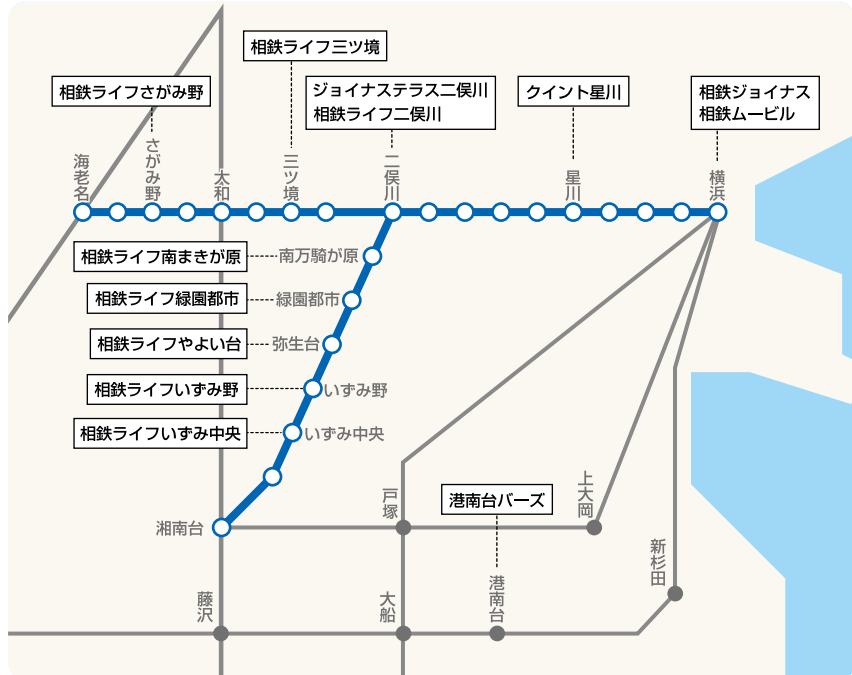 相鉄ライフ三ツ境
相鉄ライフさがみ野
ジョイナステラス二俣川
相鉄ライフ二俣川
クイント星川
相鉄ジョイナス
相鉄ムービル
海老名
さがみ野
大和
三ツ境
二俣川
星川
横浜
相鉄ライフ南まきが原
南万騎が原
相鉄ライフ緑園都市
緑園都市
相鉄ライフやよい台
弥生台
相鉄ライフいずみ野
いずみ野
相鉄ライフいずみ中央
いずみ中央
港南台バーズ
戸塚
上大岡
湘南台
新杉田
藤沢
大船
港南台